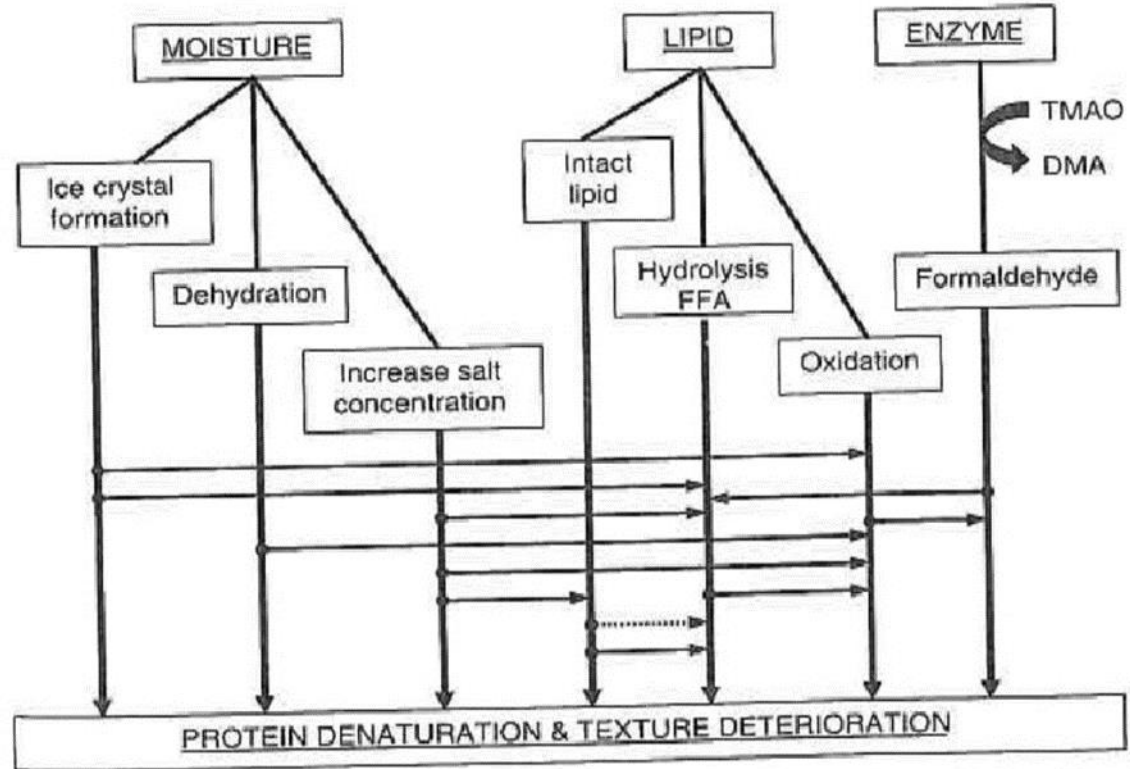 MOISTURE
LIPID
ENZYME
TMAO
DMA
Ice crystal
formation
Intact
lipid
Dehydration
Hydrolysis
FFA
Formaldehyde
Increase salt
concentration
Oxidation
PROTEIN DENATURATION & TEXTURE DETERIORATION